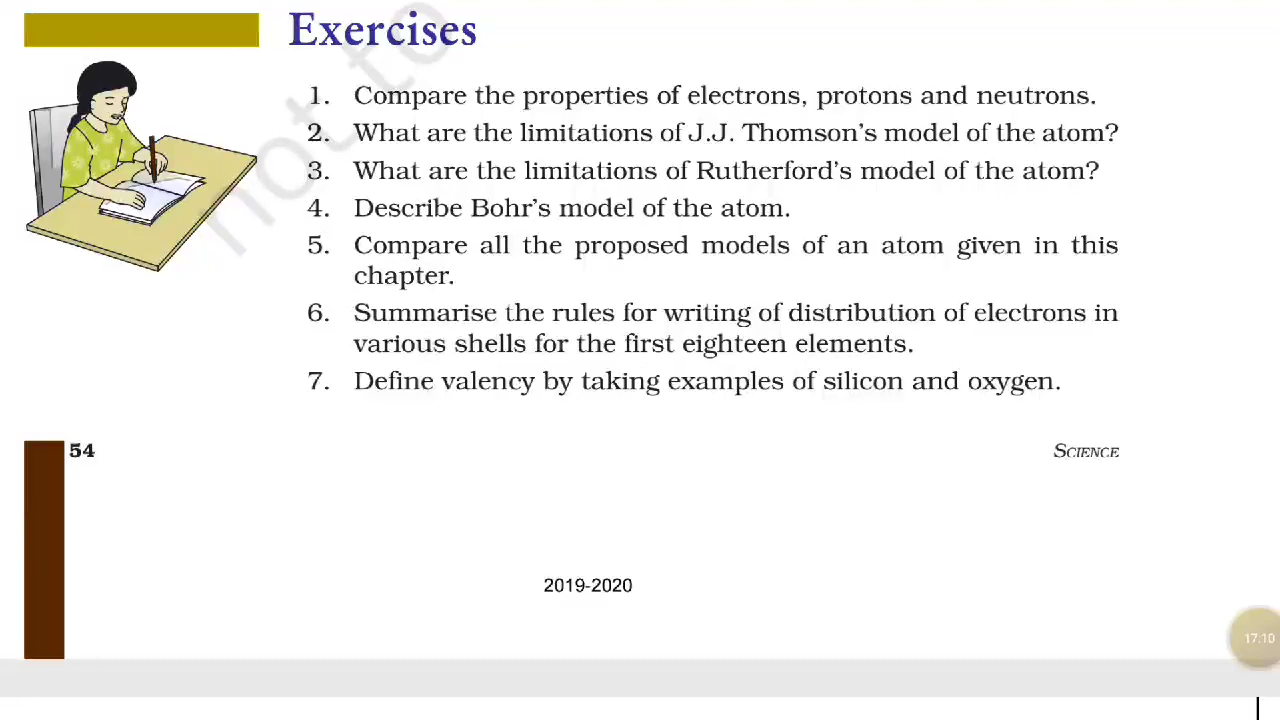 Exercises
not to
1. Compare the properties of electrons, protons and neutrons.
2. What are the limitations of J.J. Thomson's model of the atom?
3. What are the limitations of Rutherford's model of the atom?
4. Describe Bohr's model of the atom.
5. Compare all the proposed models of an atom given in this
chapter.
6. Summarise the rules for writing of distribution of electrons in
various shells for the first eighteen elements.
7. Define valency by taking examples of silicon and oxygen.
54 SCIENCE
2019-2020
17:10